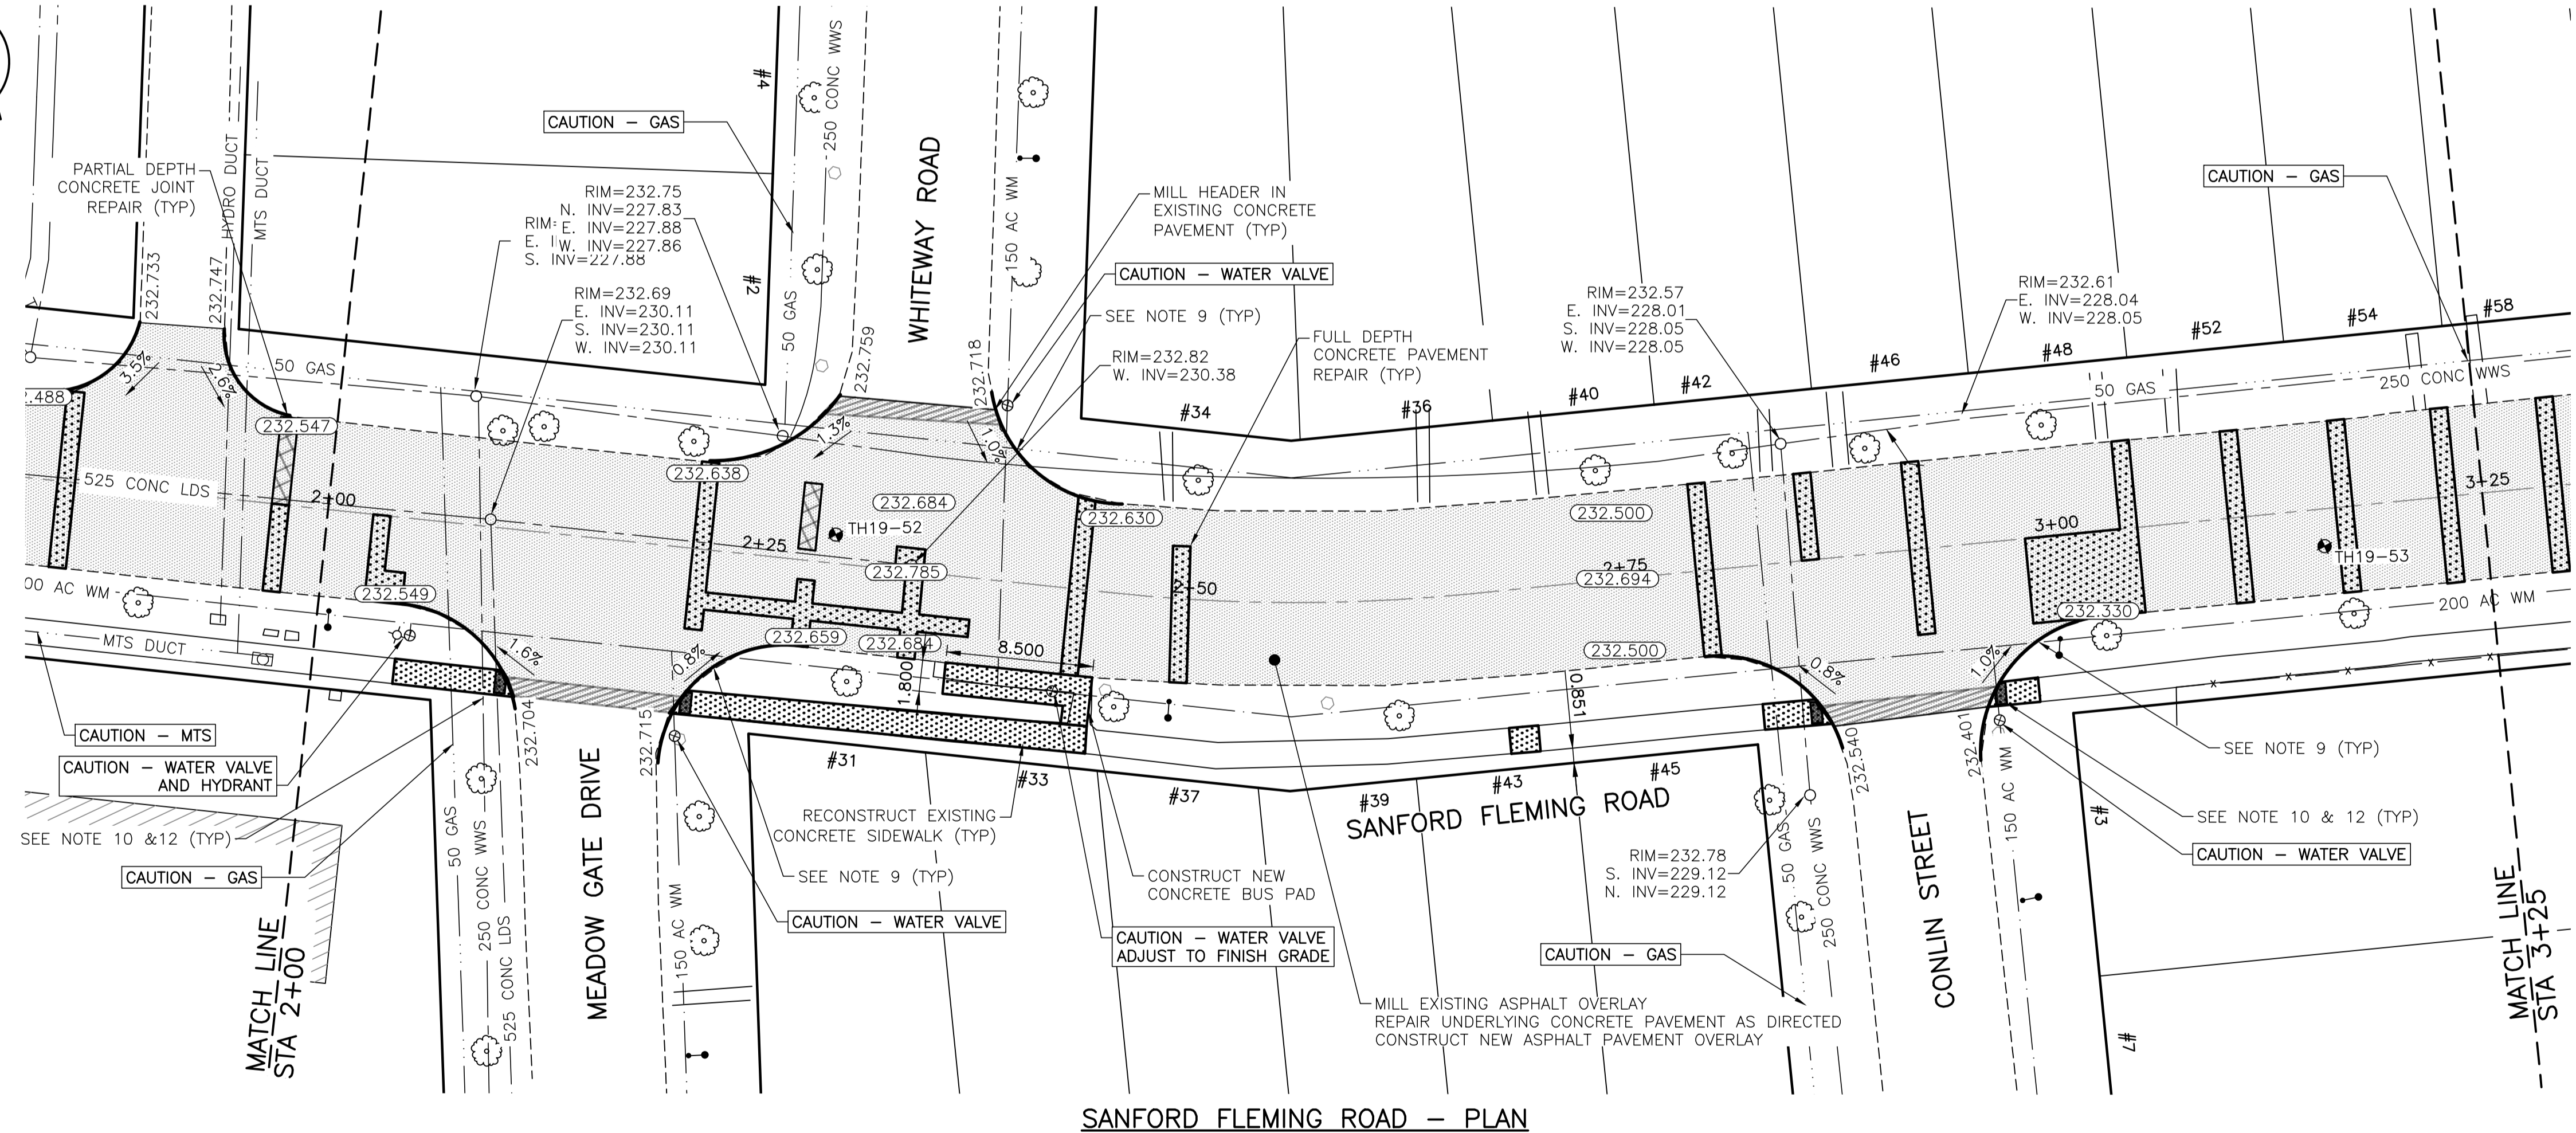 CAUTION – GAS
#4
250 CONC WWS
50 GAS
WHITEWAY ROAD
150 AC WM
#2
PARTIAL DEPTH
CONCRETE JOINT
REPAIR (TYP)
HYDRO DUCT
MTS DUCT
232.733
232.747
RIM=232.75
N. INV=227.83
E. INV=227.88
W. INV=227.86
S. INV=227.88
RIM=232.69
E. INV=230.11
S. INV=230.11
W. INV=230.11
232.759
232.718
MILL HEADER IN
EXISTING CONCRETE
PAVEMENT (TYP)
CAUTION – WATER VALVE
SEE NOTE 9 (TYP)
RIM=232.82
W. INV=230.38
FULL DEPTH
CONCRETE PAVEMENT
REPAIR (TYP)
RIM=232.57
E. INV=228.01
S. INV=228.05
W. INV=228.05
RIM=232.61
E. INV=228.04
W. INV=228.05
CAUTION – GAS
#34
#36
#40
#42
#46
#48
#52
#54
#58
50 GAS
250 CONC WWS
50 GAS
3.5%
2.6%
1.3%
1.0%
.488
232.547
525 CONC LDS
2+00
232.638
232.684
TH19-52
2+25
232.785
232.630
2+50
232.500
2+75
232.694
232.500
3+00
3+25
TH19-53
232.330
200 AC WM
00 AC WM
232.549
232.659
232.684
8.500
1.800
0.851
MTS DUCT
1.6%
0.8%
0.8%
1.0%
232.704
232.715
232.540
232.401
CAUTION – MTS
CAUTION – WATER VALVE
AND HYDRANT
SEE NOTE 10 &12 (TYP)
CAUTION – GAS
MATCH LINE
STA 2+00
50 GAS
250 CONC WWS
525 CONC LDS
MEADOW GATE DRIVE
150 AC WM
#31
#33
#37
#39
#43
#45
SANFORD FLEMING ROAD
RECONSTRUCT EXISTING
CONCRETE SIDEWALK (TYP)
SEE NOTE 9 (TYP)
CAUTION – WATER VALVE
CONSTRUCT NEW
CONCRETE BUS PAD
CAUTION – WATER VALVE
ADJUST TO FINISH GRADE
MILL EXISTING ASPHALT OVERLAY
REPAIR UNDERLYING CONCRETE PAVEMENT AS DIRECTED
CONSTRUCT NEW ASPHALT PAVEMENT OVERLAY
RIM=232.78
S. INV=229.12
N. INV=229.12
CAUTION – GAS
50 GAS
250 CONC WWS
CONLIN STREET
150 AC WM
#3
#7
SEE NOTE 9 (TYP)
SEE NOTE 10 & 12 (TYP)
CAUTION – WATER VALVE
MATCH LINE
STA 3+25
SANFORD FLEMING ROAD – PLAN